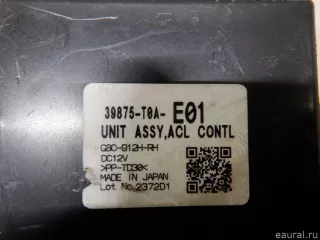 39875-T0A- E01
UNIT ASSY,ACL CONTL
G8C-912H-RH
DC12V
>PP-TD30<
MADE IN JAPAN
Lot No.2372D1
© eaural.ru